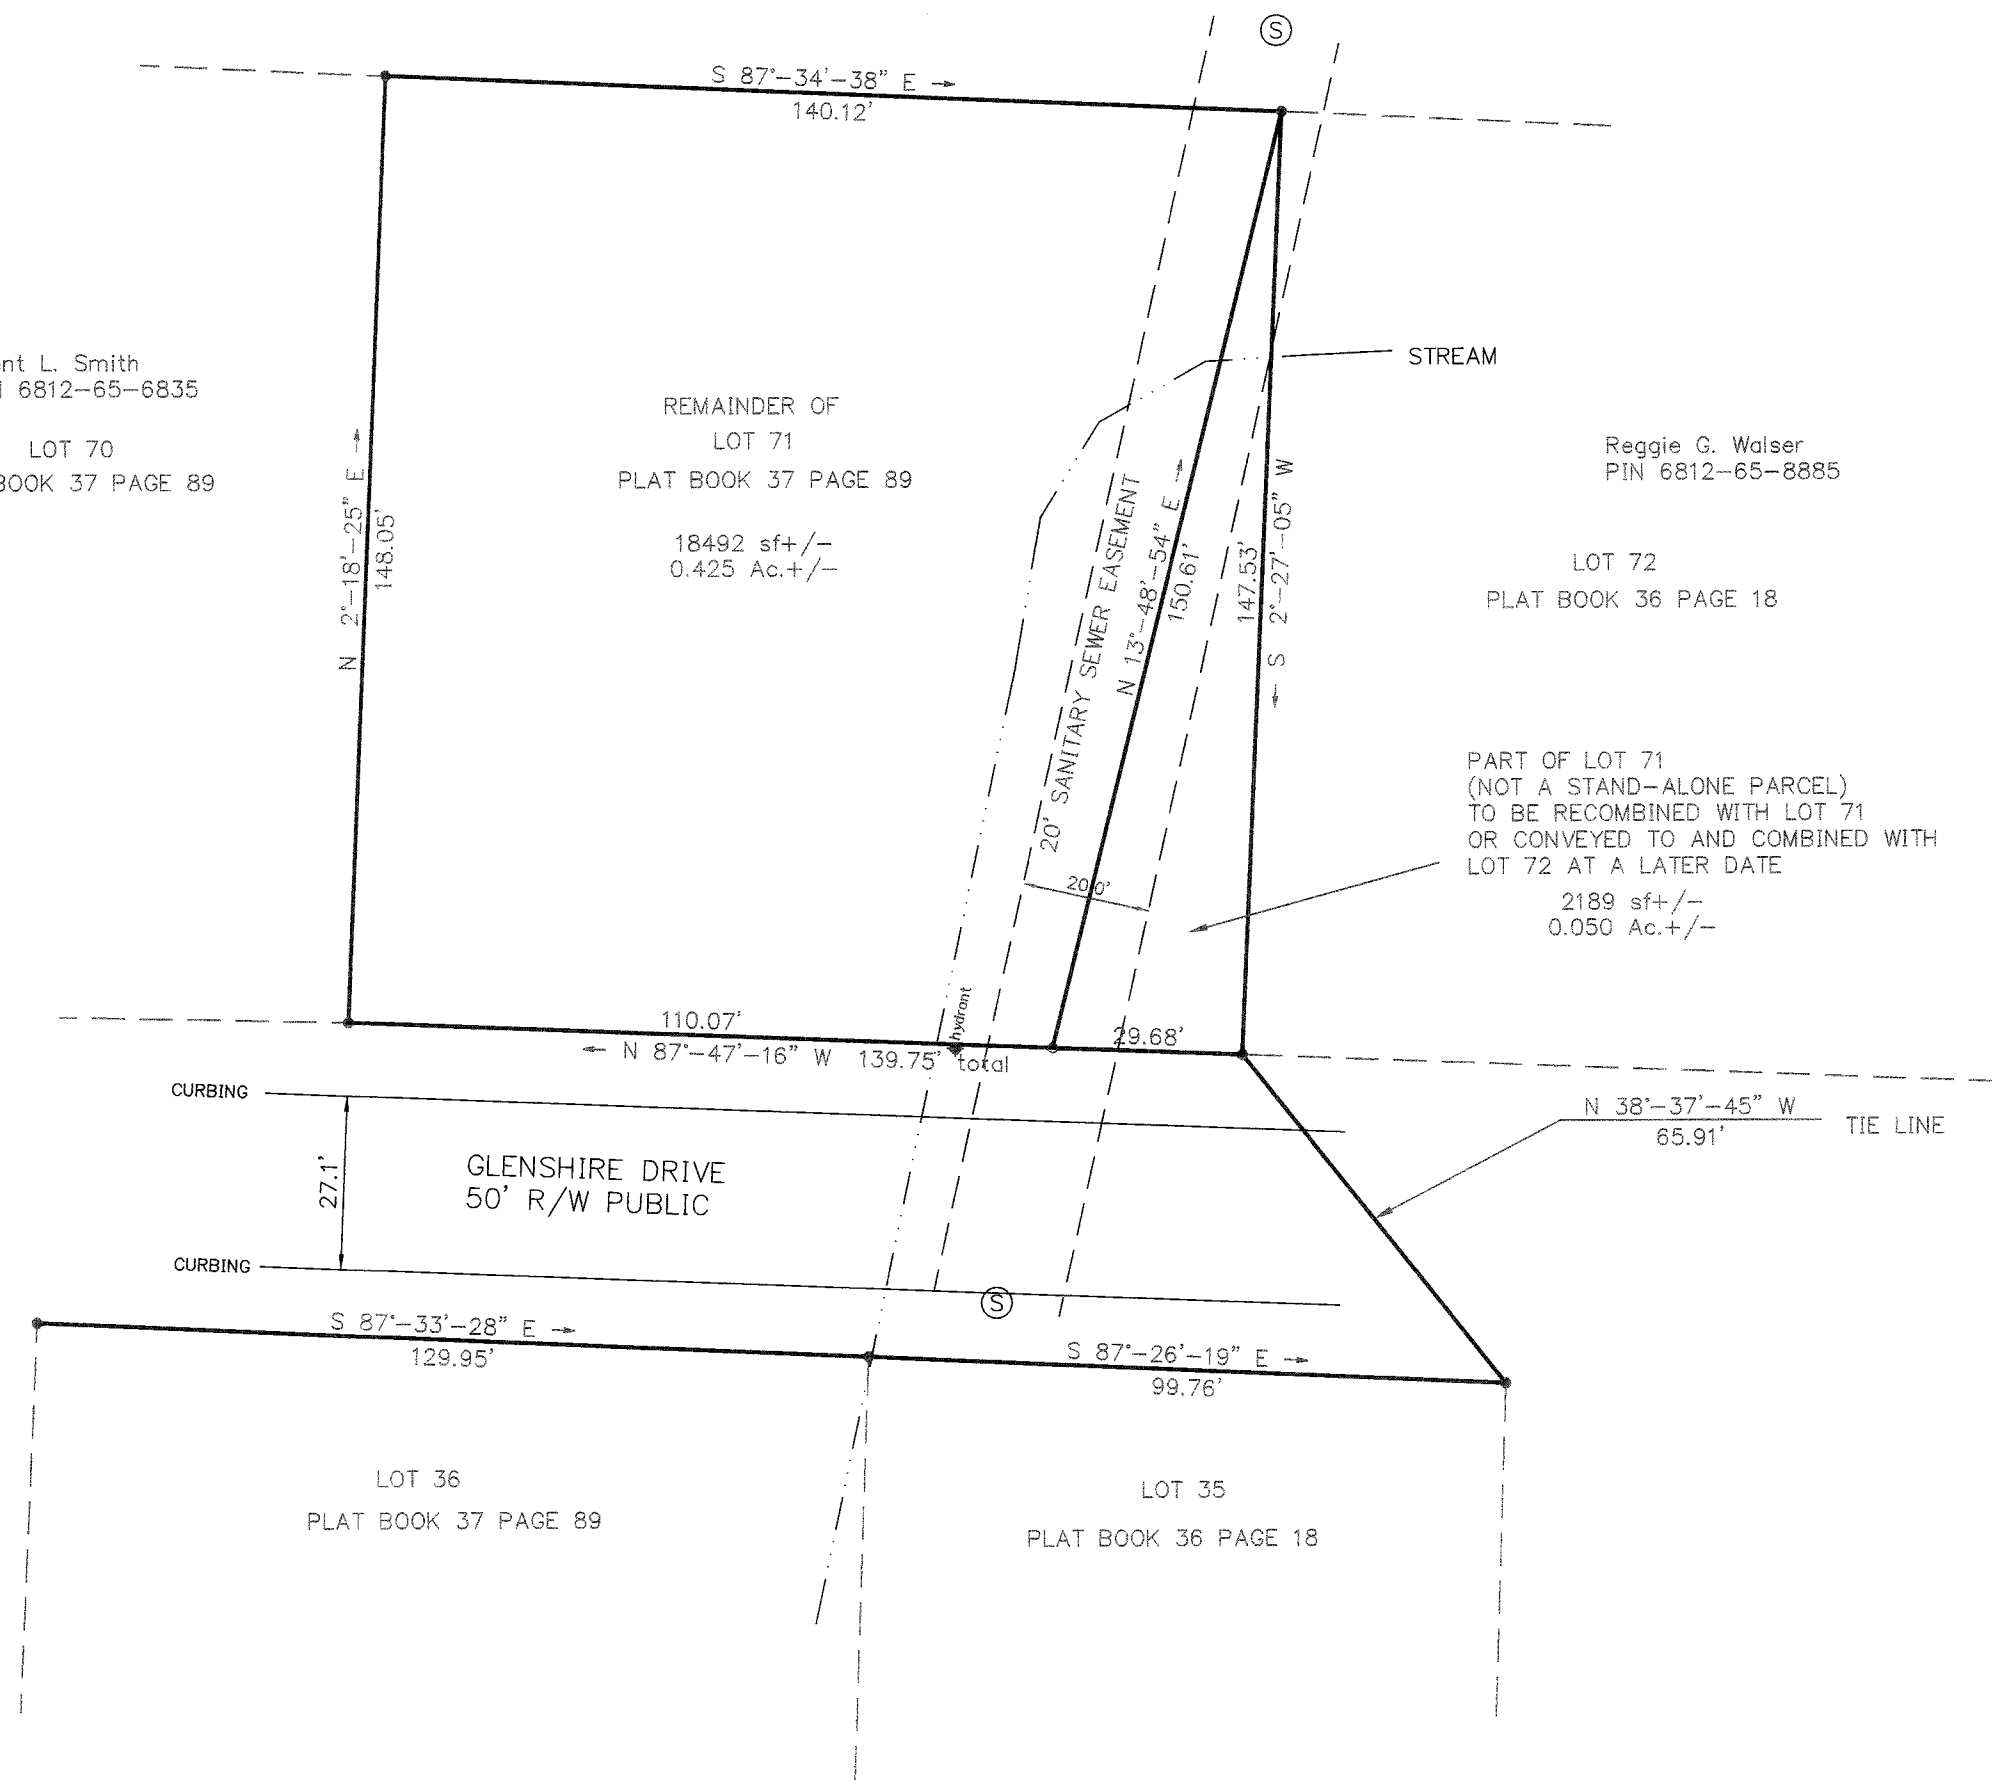 S
S 87°-34'-38" E →
140.12'
L. Smith
6812-65-6835
LOT 70
BOOK 37 PAGE 89
N 2°-18'-25" E →
148.05'
REMAINDER OF
LOT 71
PLAT BOOK 37 PAGE 89
18492 sf+/-
0.425 Ac.+/-
20' SANITARY SEWER EASEMENT
N 13°-48'-54" E →
150.61'
147.53'
← S 2°-27'-05" W
STREAM
Reggie G. Walser
PIN 6812-65-8885
LOT 72
PLAT BOOK 36 PAGE 18
PART OF LOT 71
(NOT A STAND-ALONE PARCEL)
TO BE RECOMBINED WITH LOT 71
OR CONVEYED TO AND COMBINED WITH
LOT 72 AT A LATER DATE
2189 sf+/-
0.050 Ac.+/-
20.0'
hydrant
110.07'
29.68'
← N 87°-47'-16" W 139.75' total
CURBING
27.1'
GLENSHIRE DRIVE
50' R/W PUBLIC
CURBING
N 38°-37'-45" W
65.91'
TIE LINE
S
S 87°-33'-28" E →
129.95'
S 87°-26'-19" E →
99.76'
LOT 36
PLAT BOOK 37 PAGE 89
LOT 35
PLAT BOOK 36 PAGE 18